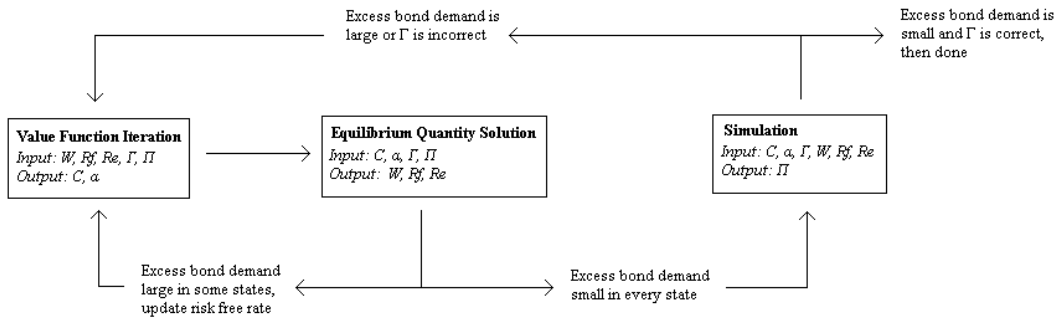 Excess bond demand is
large or Γ is incorrect
Excess bond demand is
small and Γ is correct,
then done
Value Function Iteration
Input: W, Rf, Re, Γ, Π
Output: C, α
Equilibrium Quantity Solution
Input: C, α, Γ, Π
Output: W, Rf, Re
Simulation
Input: C, α, Γ, W, Rf, Re
Output: Π
Excess bond demand
large in some states,
update risk free rate
Excess bond demand
small in every state